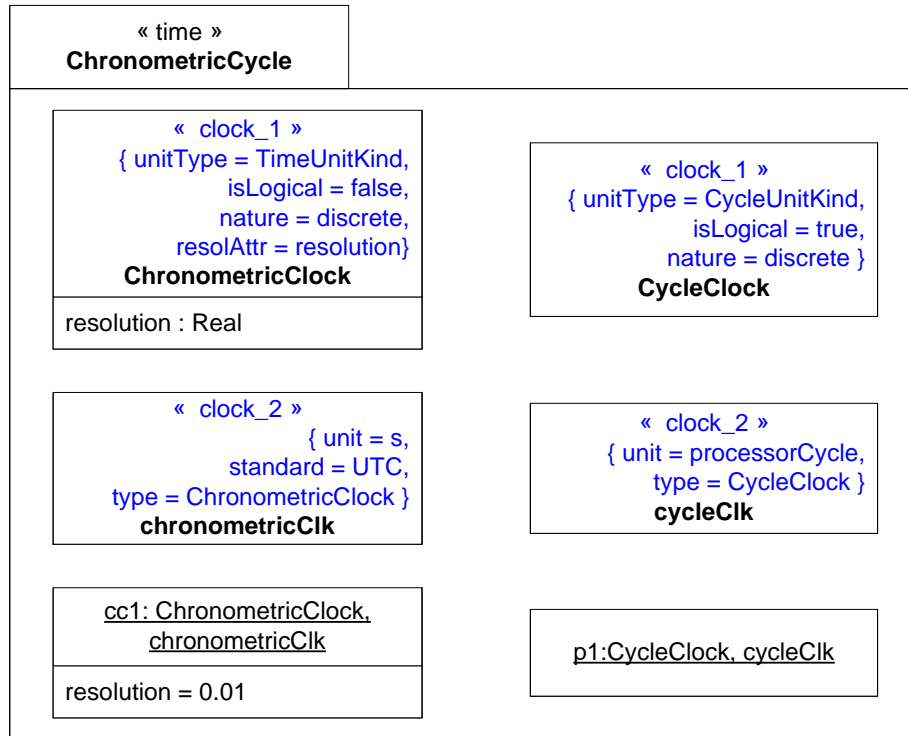 « time »
ChronometricCycle
« clock_1 »
{ unitType = TimeUnitKind,
isLogical = false,
nature = discrete,
resolAttr = resolution}
ChronometricClock
resolution : Real
« clock_1 »
{ unitType = CycleUnitKind,
isLogical = true,
nature = discrete }
CycleClock
« clock_2 »
{ unit = s,
standard = UTC,
type = ChronometricClock }
chronometricClk
« clock_2 »
{ unit = processorCycle,
type = CycleClock }
cycleClk
cc1: ChronometricClock,
chronometricClk
resolution = 0.01
p1:CycleClock, cycleClk